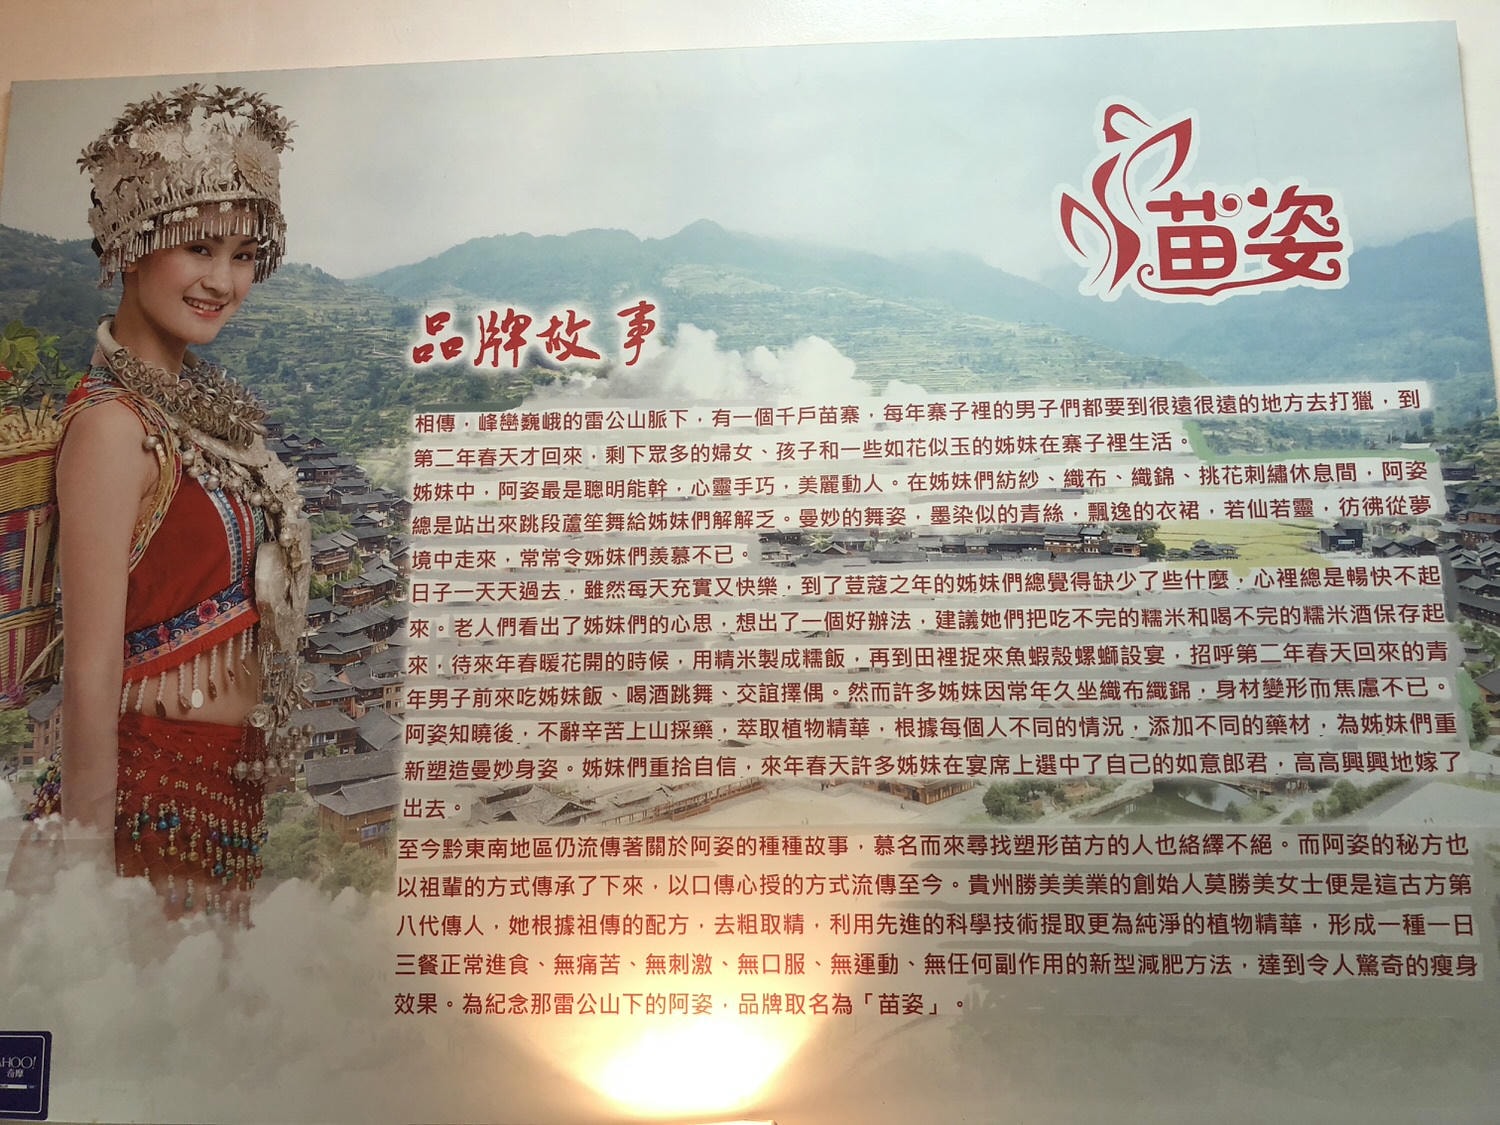 苗姿
品牌故事
相傳，峰巒巍峨的雷公山脈下，有一個千戶苗寨，每年寨子裡的男子們都要到很遠很遠的地方去打獵，到
第二年春天才回來，剩下眾多的婦女、孩子和一些如花似玉的姊妹在寨子裡生活。
姊妹中，阿姿最是聰明能幹，心靈手巧，美麗動人。在姊妹們紡紗、織布、織錦、挑花刺繡休息間，阿姿
總是站出來跳段蘆笙舞給姊妹們解解乏。曼妙的舞姿，墨染似的青絲，飄逸的衣裙，若仙若靈，彷彿從夢
境中走來，常常令姊妹們羨慕不已。
日子一天天過去，雖然每天充實又快樂，到了荳蔻之年的姊妹們總覺得缺少了些什麼，心裡總是暢快不起
來。老人們看出了姊妹們的心思，想出了一個好辦法，建議她們把吃不完的糯米和喝不完的糯米酒保存起
來，待來年春暖花開的時候，用精米製成糯飯，再到田裡捉來魚蝦殼螺螄設宴，招呼第二年春天回來的青
年男子前來吃姊妹飯、喝酒跳舞、交誼擇偶。然而許多姊妹因常年久坐織布織錦，身材變形而焦慮不已。
阿姿知曉後，不辭辛苦上山採藥，萃取植物精華，根據每個人不同的情況，添加不同的藥材，為姊妹們重
新塑造曼妙身姿。姊妹們重拾自信，來年春天許多姊妹在宴席上選中了自己的如意郎君，高高興興地嫁了
出去。
至今黔東南地區仍流傳著關於阿姿的種種故事，慕名而來尋找塑形苗方的人也絡繹不絕。而阿姿的秘方也
以祖輩的方式傳承了下來，以口傳心授的方式流傳至今。貴州勝美美業的創始人莫勝美女士便是這古方第
八代傳人，她根據祖傳的配方，去粗取精，利用先進的科學技術提取更為純淨的植物精華，形成一種一日
三餐正常進食、無痛苦、無刺激、無口服、無運動、無任何副作用的新型減肥方法，達到令人驚奇的瘦身
效果。為紀念那雷公山下的阿姿，品牌取名為「苗姿」。
AHOO!
奇摩